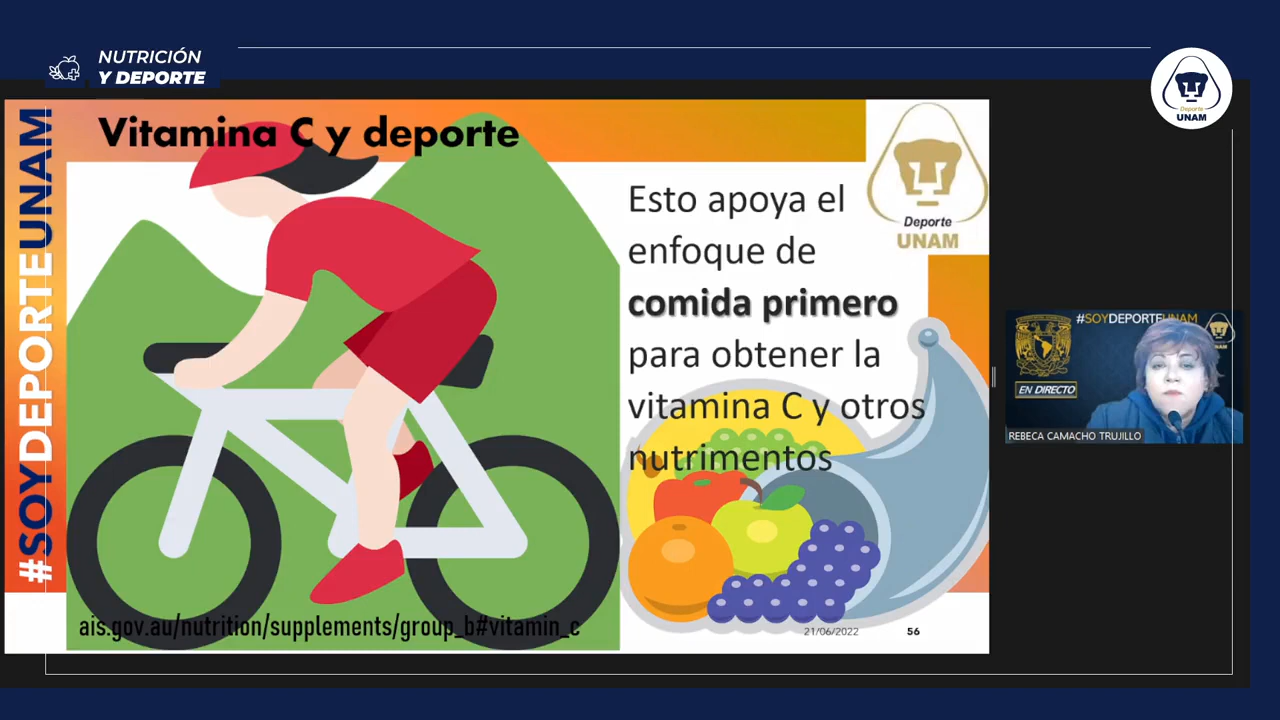 NUTRICIÓN
Y DEPORTE
Deporte
UNAM
#SOYDEPORTEUNAM
Vitamina C y deporte
Deporte
UNAM
Esto apoya el
enfoque de
comida primero
para obtener la
vitamina C y otros
nutrimentos
ais.gov.au/nutrition/supplements/group_b#vitamin_c
21/06/2022
56
#SOYDEPORTEUNAM
EN DIRECTO
REBECA CAMACHO TRUJILLO